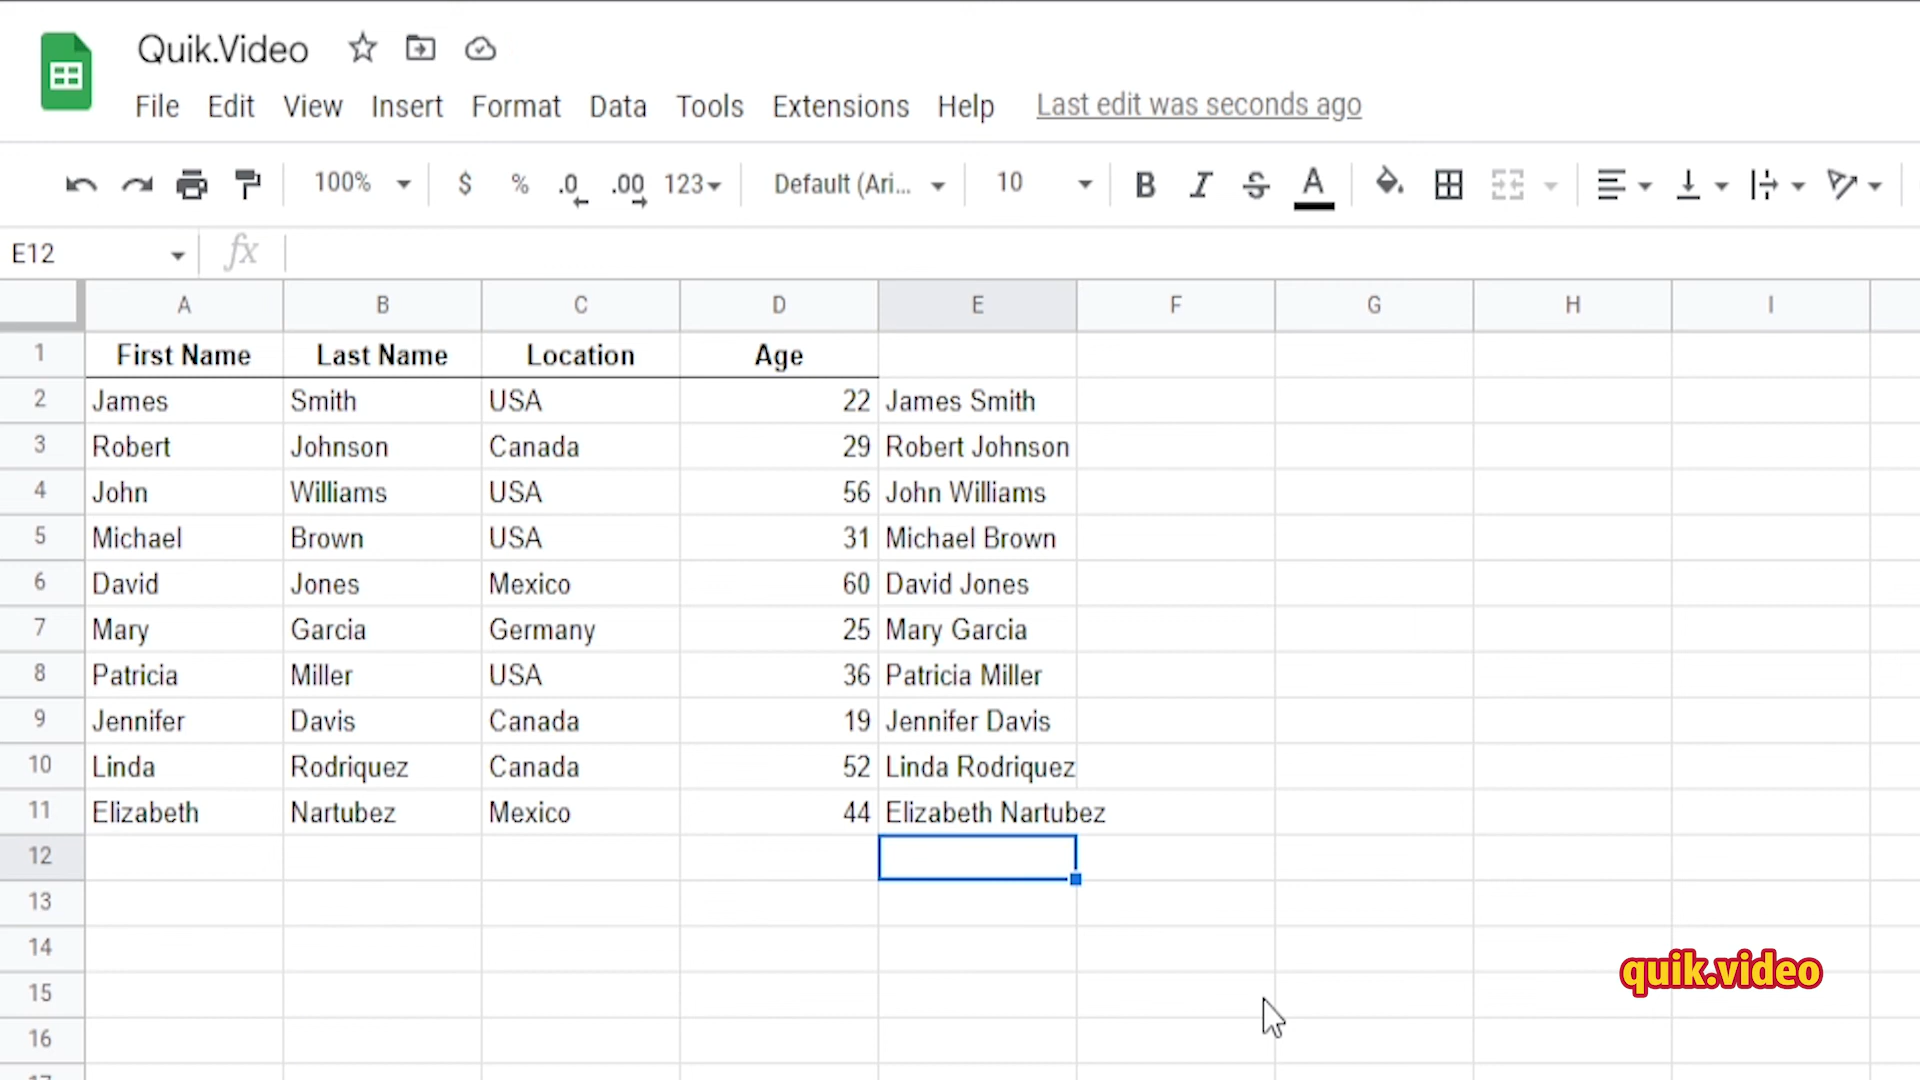 Quik.Video
File Edit View Insert Format Data Tools Extensions Help Last edit was seconds ago
100% $ % .0 .00 123 Default (Ari... 10 B I S A
E12 fx
A B C D E F G H I
1 First Name Last Name Location Age
2 James Smith USA 22 James Smith
3 Robert Johnson Canada 29 Robert Johnson
4 John Williams USA 56 John Williams
5 Michael Brown USA 31 Michael Brown
6 David Jones Mexico 60 David Jones
7 Mary Garcia Germany 25 Mary Garcia
8 Patricia Miller USA 36 Patricia Miller
9 Jennifer Davis Canada 19 Jennifer Davis
10 Linda Rodriquez Canada 52 Linda Rodriquez
11 Elizabeth Nartubez Mexico 44 Elizabeth Nartubez
12
13
14
quik.video
15
16